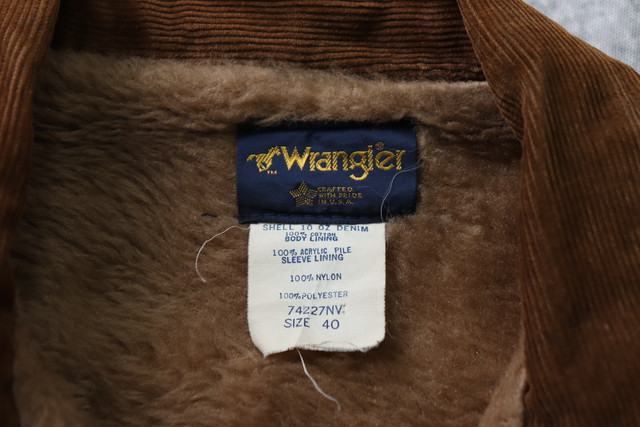 Wrangler®
TM
CRAFTED
WITH PRIDE
IN U.S.A.
SHELL 10 OZ DENIM
100% COTTON
BODY LINING
100% ACRYLIC PILE
SLEEVE LINING
100% NYLON
100% POLYESTER
74227NV
SIZE 40